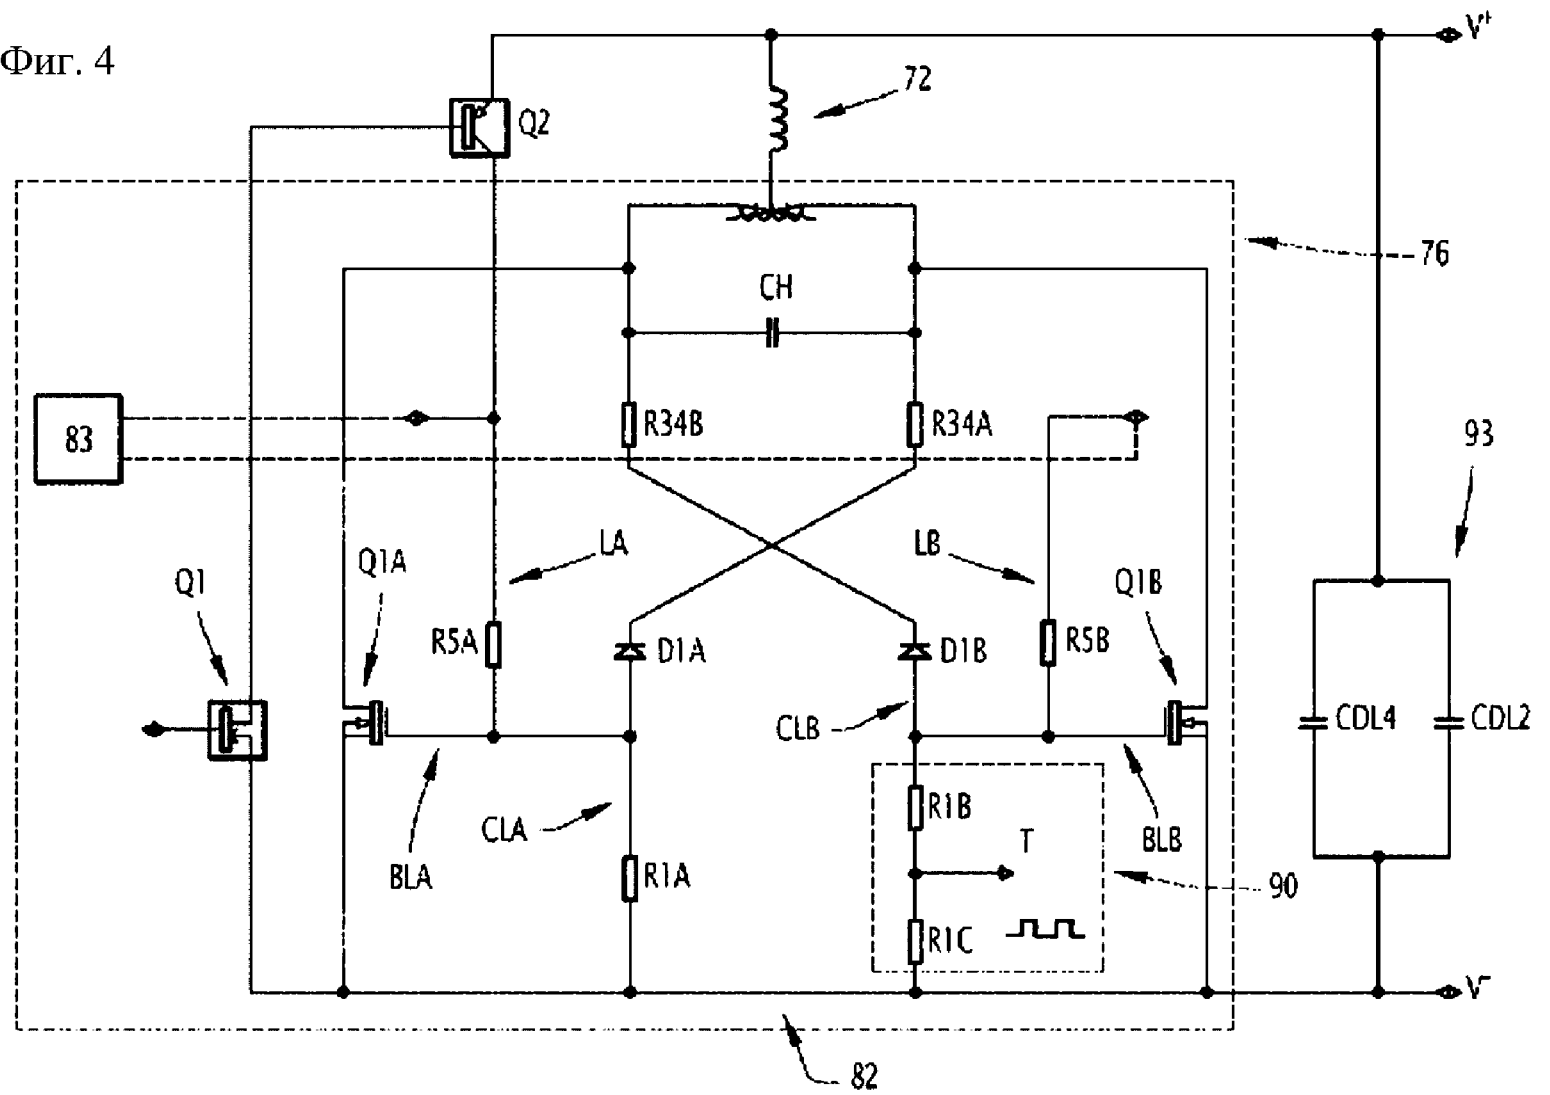 V+
Фиг. 4
72
Q2
76
CH
83
R34B
R34A
93
LA
LB
Q1A
Q1B
Q1
R5A
D1A
D1B
R5B
CLB
CDL4
CDL2
R1B
T
BLB
CLA
BLA
R1A
90
R1C
V-
82